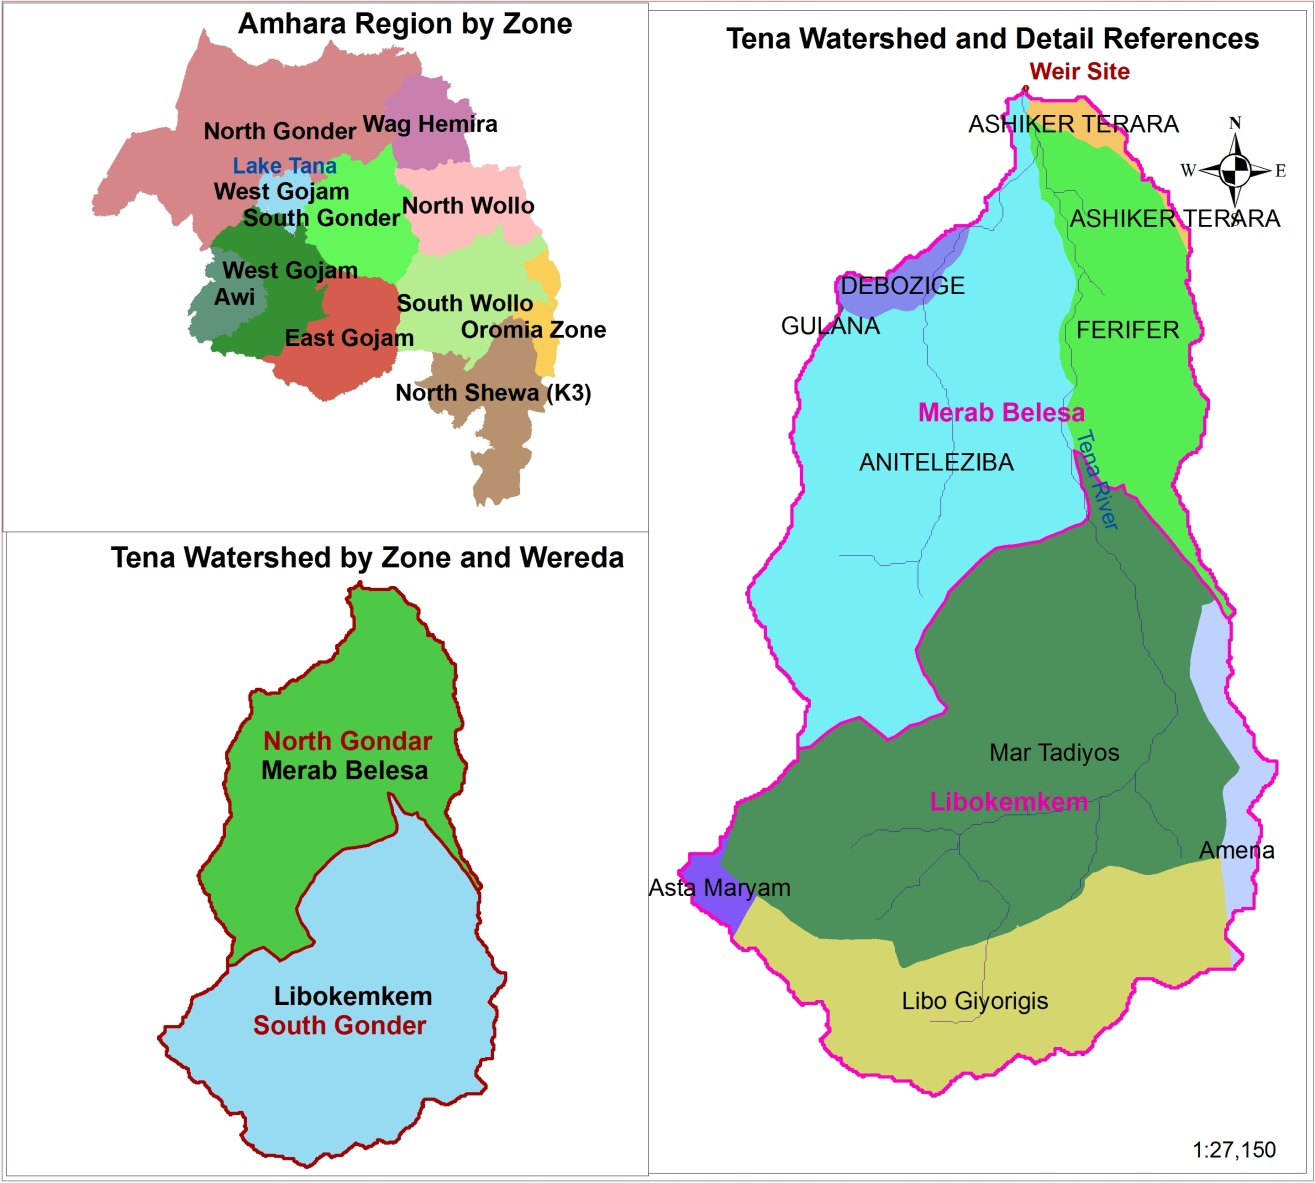 Amhara Region by Zone
North Gonder
Wag Hemira
Lake Tana
West Gojam
South Gonder
North Wollo
West Gojam
Awi
South Wollo
Oromia Zone
East Gojam
North Shewa (K3)
Tena Watershed by Zone and Wereda
North Gondar
Merab Belesa
Libokemkem
South Gonder
Tena Watershed and Detail References
Weir Site
ASHIKER TERARA
N
W
E
S
ASHIKER TERARA
DEBOZIGE
GULANA
FERIFER
Merab Belesa
ANITELEZIBA
Tena River
Mar Tadiyos
Libokemkem
Amena
Asta Maryam
Libo Giyorigis
1:27,150